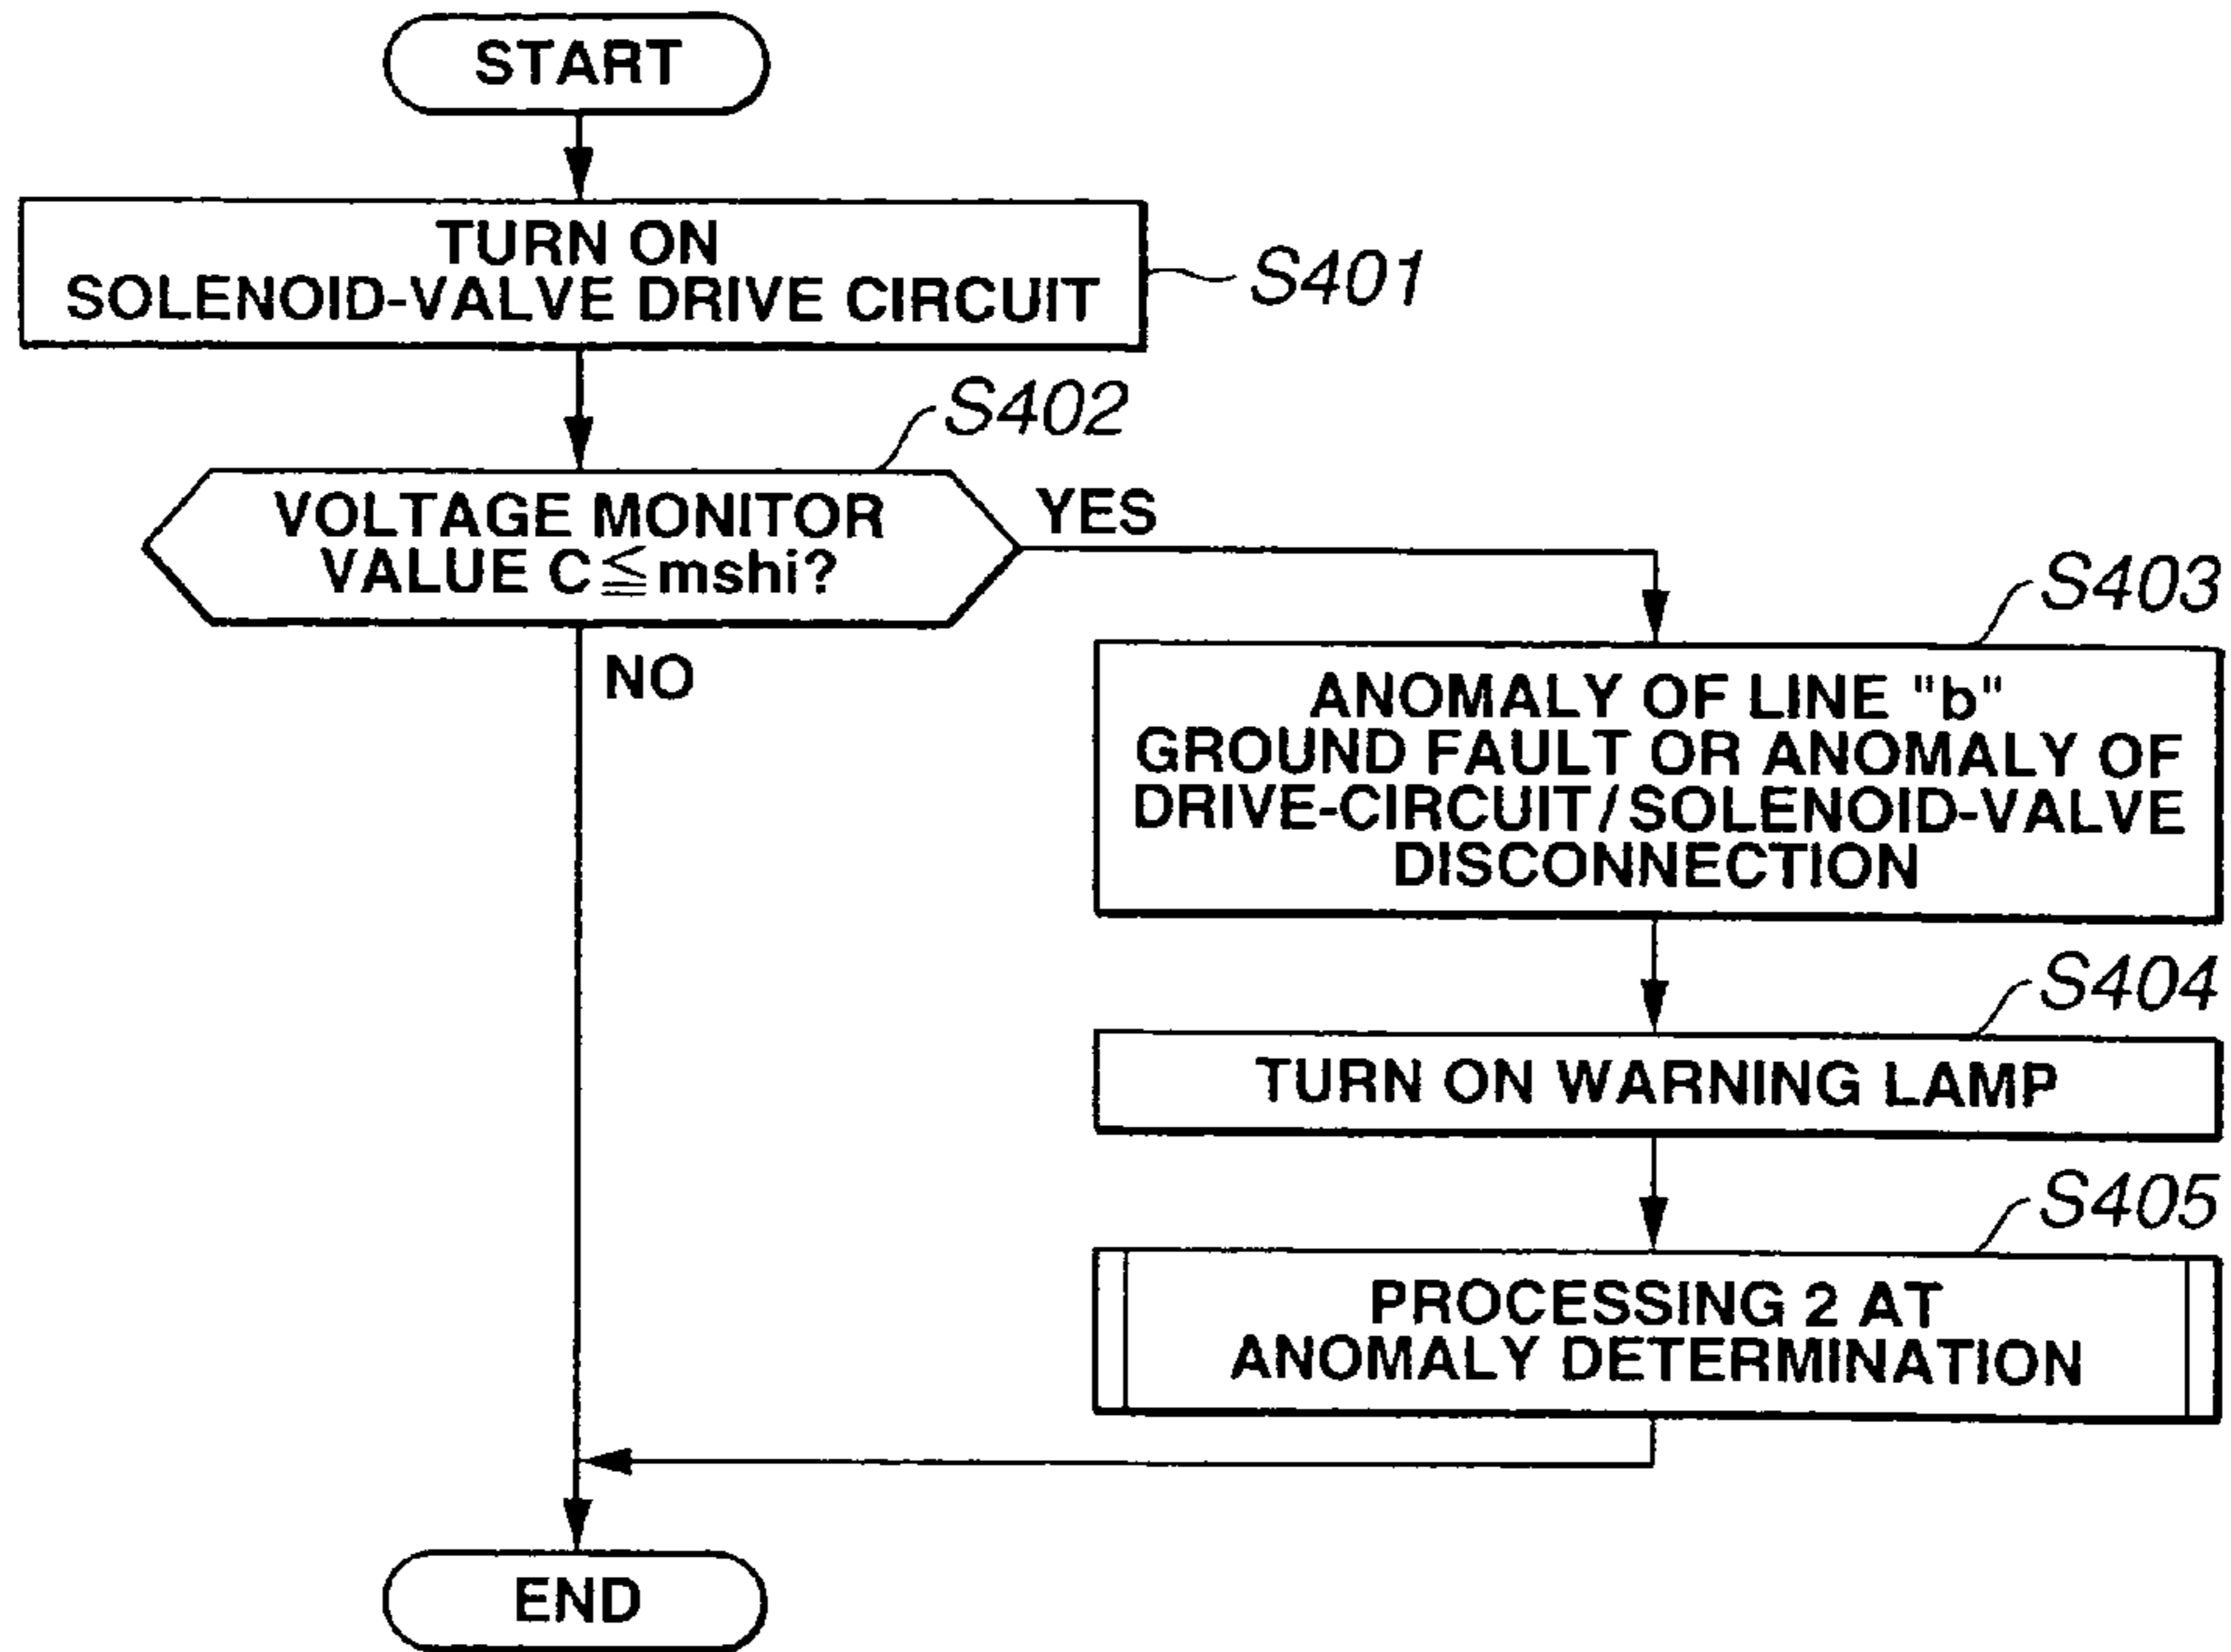 START
TURN ON
SOLENOID-VALVE DRIVE CIRCUIT
S401
S402
VOLTAGE MONITOR
VALUE C≦mshi?
YES
NO
S403
ANOMALY OF LINE "b"
GROUND FAULT OR ANOMALY OF
DRIVE-CIRCUIT/SOLENOID-VALVE
DISCONNECTION
S404
TURN ON WARNING LAMP
S405
PROCESSING 2 AT
ANOMALY DETERMINATION
END